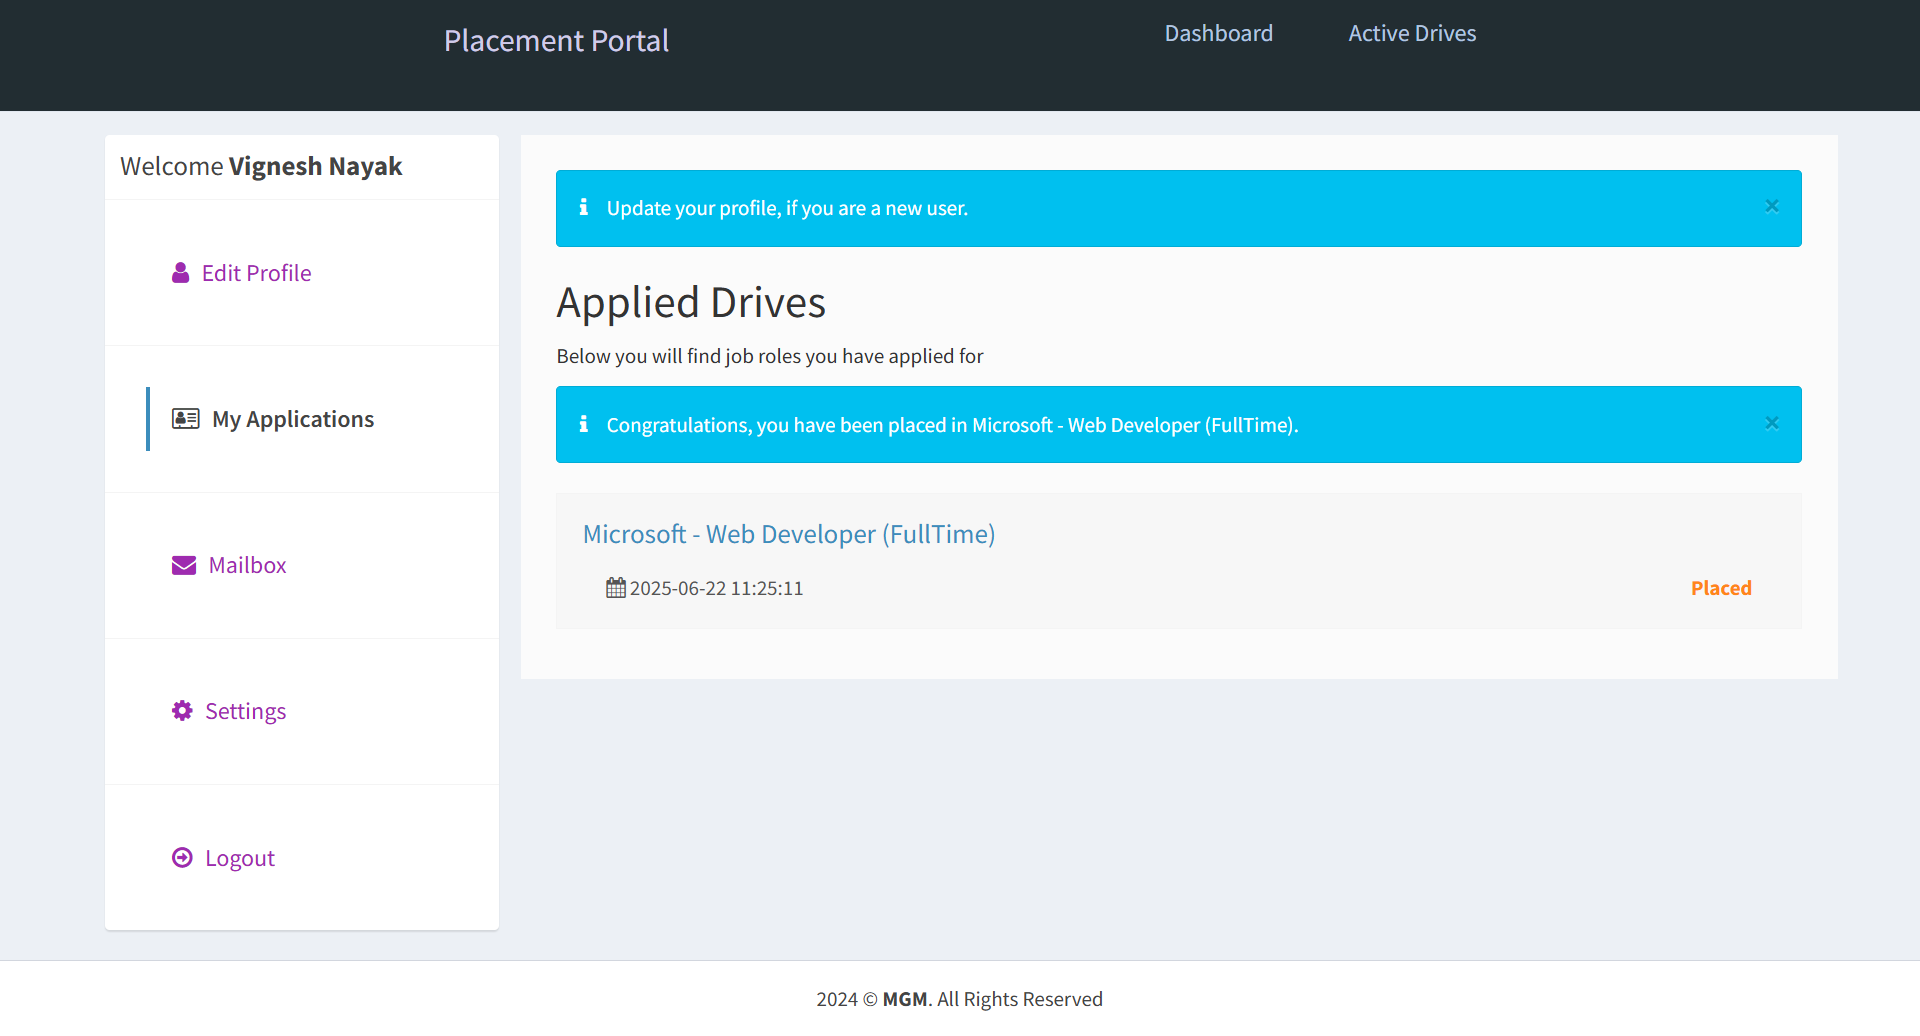 Placement Portal
Dashboard
Active Drives
Welcome Vignesh Nayak
Edit Profile
My Applications
Mailbox
Settings
Logout
Update your profile, if you are a new user.
×
Applied Drives
Below you will find job roles you have applied for
Congratulations, you have been placed in Microsoft - Web Developer (FullTime).
×
Microsoft - Web Developer (FullTime)
2025-06-22 11:25:11
Placed
2024 © MGM. All Rights Reserved